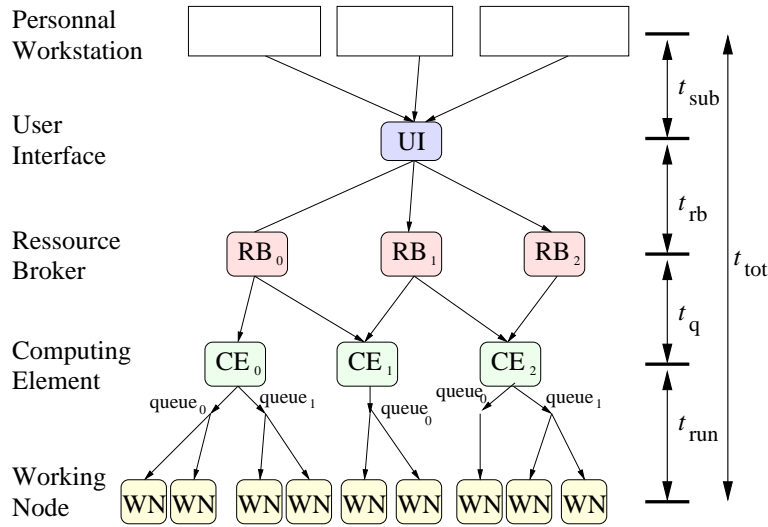 Personnal
Workstation
t sub
User
Interface
UI
t rb
Ressource
Broker
RB 0
RB 1
RB 2
t tot
t q
Computing
Element
CE 0
CE 1
CE 2
queue 0
queue 1
queue 0
queue 0
queue 1
t run
Working
Node
WN WN WN WN WN WN WN WN WN